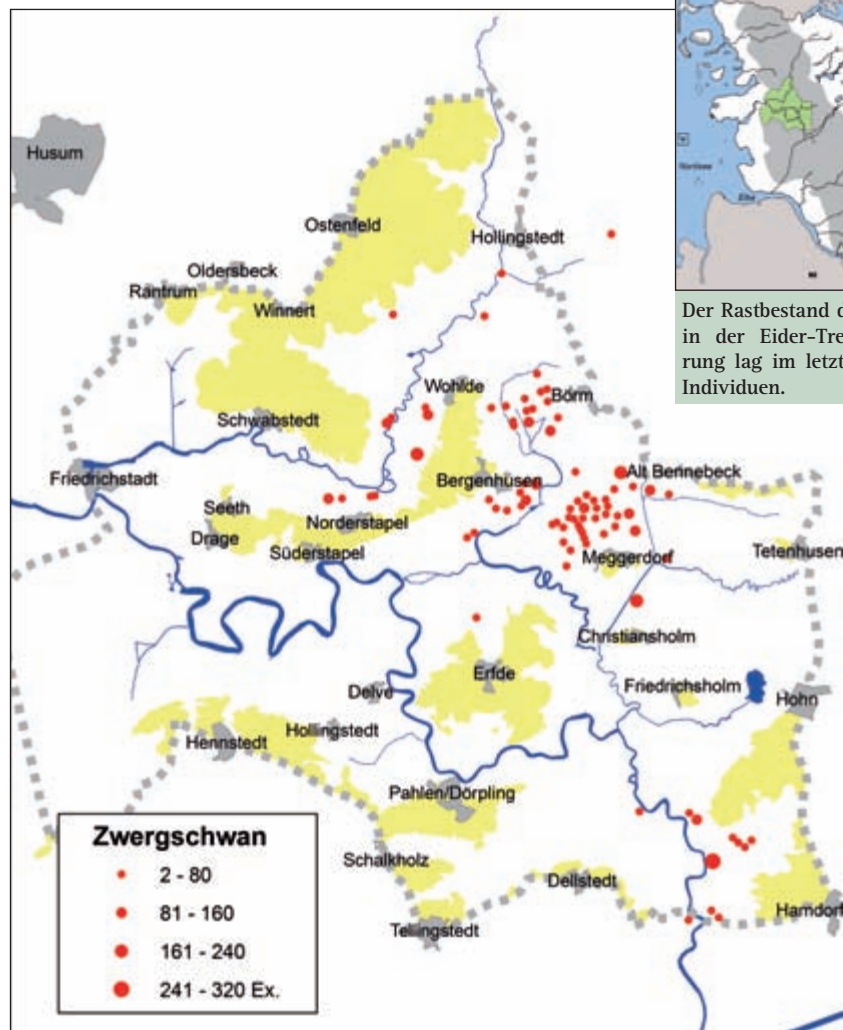 Husum
Ostenfeld
Hollingstedt
Oldersbeck
Rantrum
Winnert
Wohlde
Börm
Schwabstedt
Friedrichstadt
Bergenhusen
Alt Bennebeck
Seeth
Norderstapel
Drage
Süderstapel
Meggerdorf
Tetenhusen
Christiansholm
Erfde
Delve
Friedrichsholm
Hohn
Hollingstedt
Hennstedt
Pahlen/Dörpling
Schalkholz
Dellstedt
Hamdorf
Tellingstedt
Zwergschwan
2 - 80
81 - 160
161 - 240
241 - 320 Ex.
Nordsee
Elbe
Der Rastbestand
in der Eider-Tre
rung lag im letzt
Individuen.